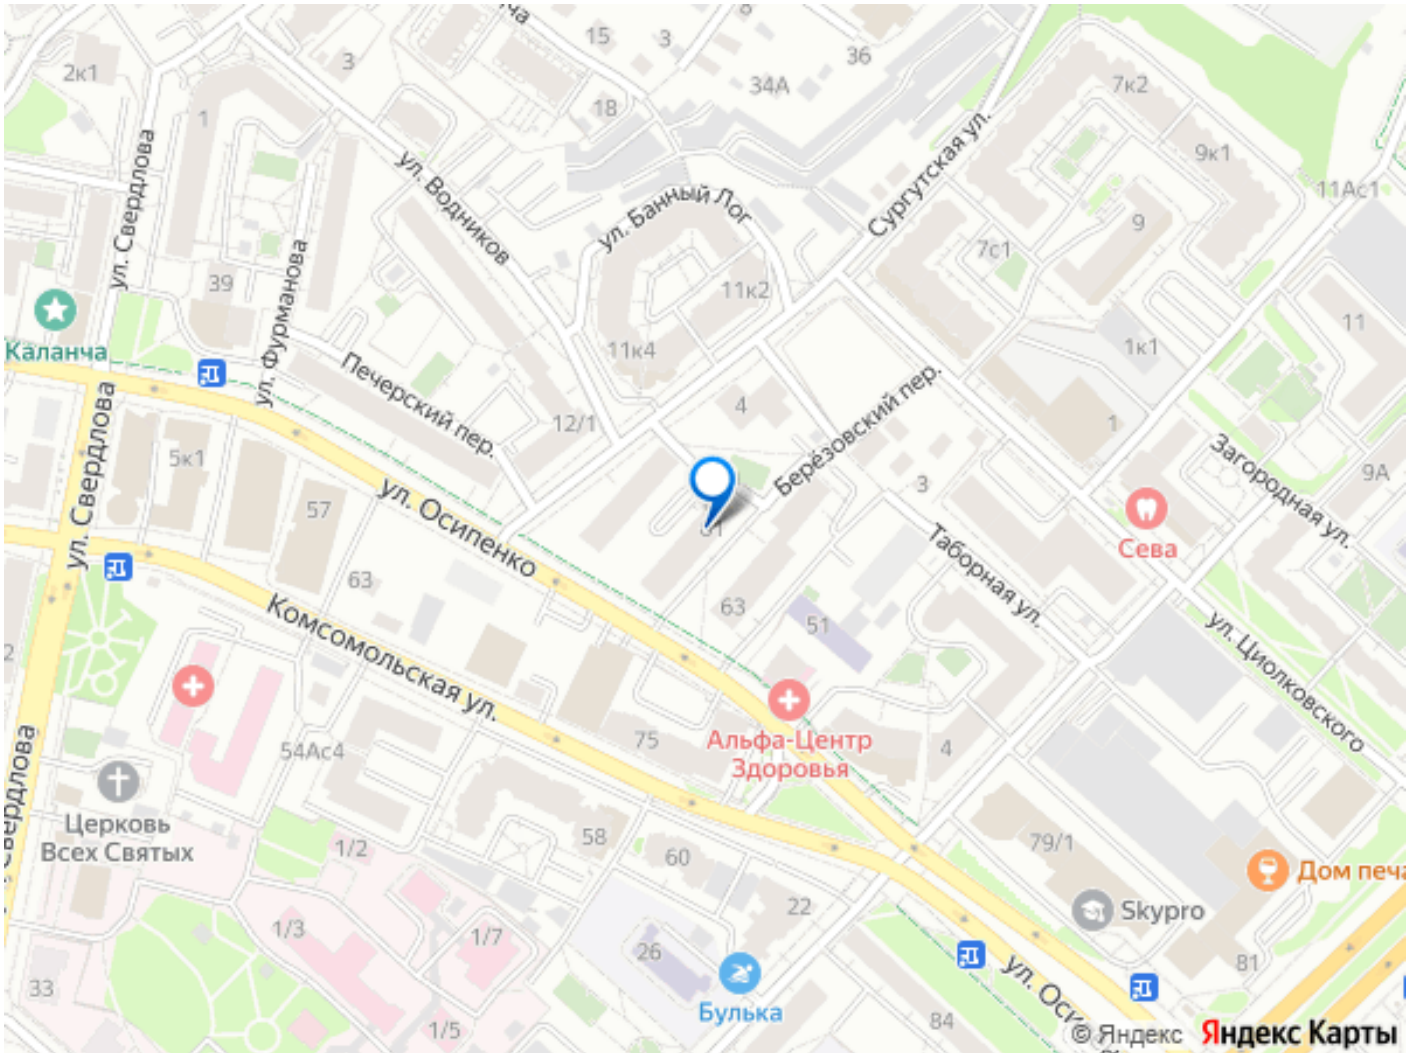 15
3
8
36
2к1
3
34А
7к2
18
1
9к1
11Ас1
ул. Свердлова
ул. Водников
ул. Банный Лог
Сургутская ул.
9
7с1
39
11к2
ул. Фурманова
Каланча
11к4
11
1к1
Печерский пер.
4
12/1
Берёзовский пер.
1
ул. Свердлова
5к1
57
ул. Осипенко
3
Загородная ул.
9А
Сева
Таборная ул.
63
63
51
Комсомольская ул.
ул. Циолковского
75
54Ас4
Альфа-Центр
Здоровья
4
Церковь
Всех Святых
1/2
58
60
79/1
Дом печа
22
Skypro
1/3
1/7
26
81
33
Булька
84
1/5
© Яндекс
Яндекс Карты